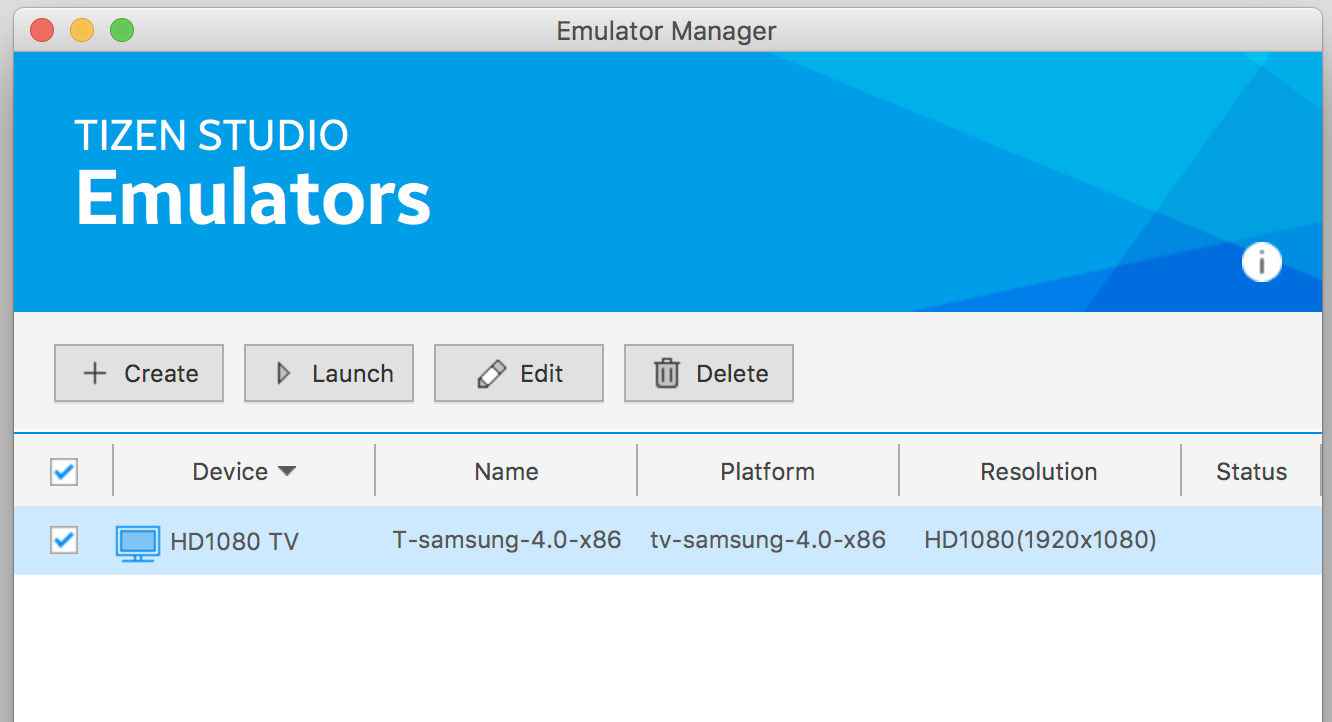 Emulator Manager
TIZEN STUDIO
Emulators
i
Create Launch Edit Delete
Device Name Platform Resolution Status
HD1080 TV T-samsung-4.0-x86 tv-samsung-4.0-x86 HD1080(1920x1080)